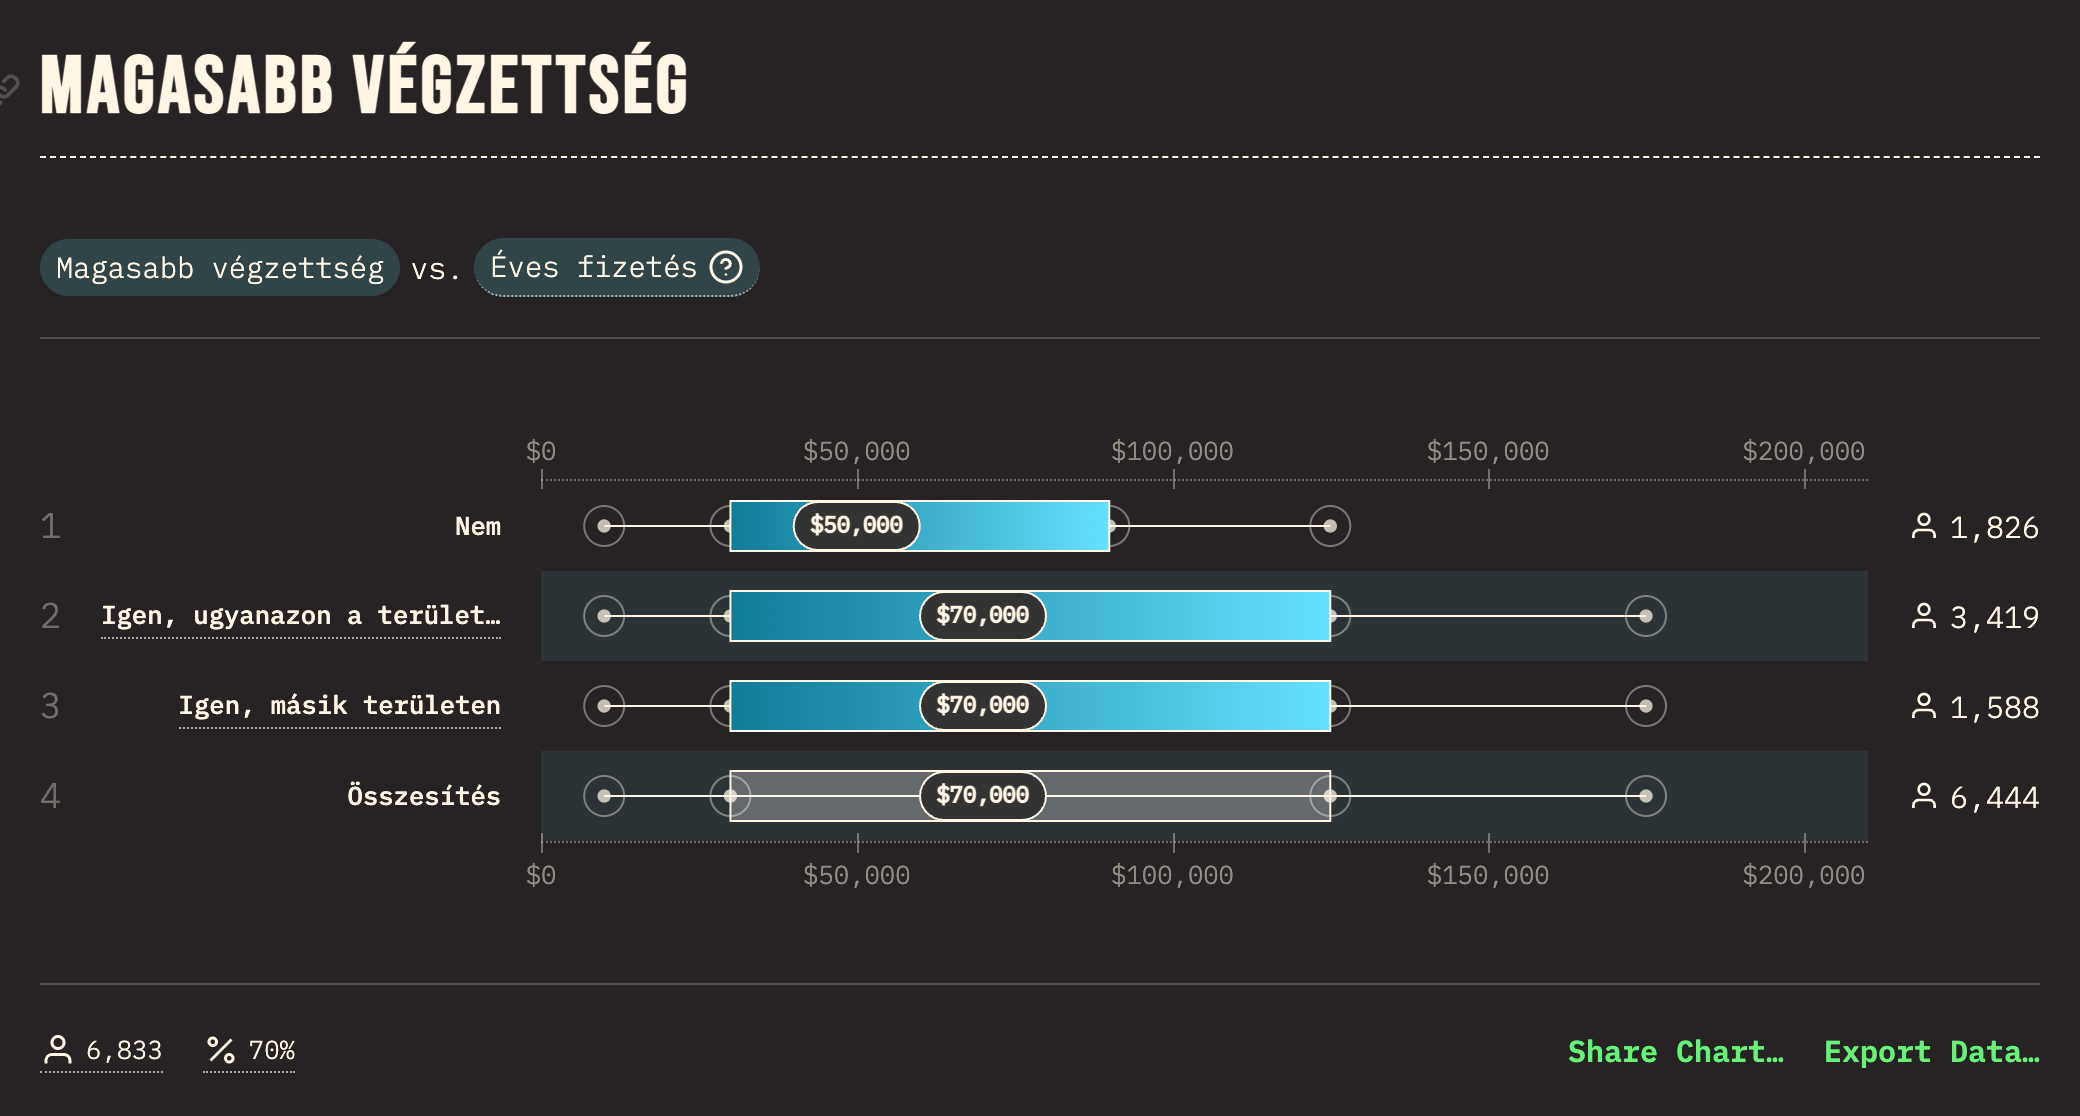 MAGASABB VÉGZETTSÉG
Magasabb végzettség vs. Éves fizetés ?
$0 $50,000 $100,000 $150,000 $200,000
1 Nem $50,000 1,826
2 Igen, ugyanazon a terület… $70,000 3,419
3 Igen, másik területen $70,000 1,588
4 Összesítés $70,000 6,444
$0 $50,000 $100,000 $150,000 $200,000
6,833 % 70% Share Chart… Export Data…